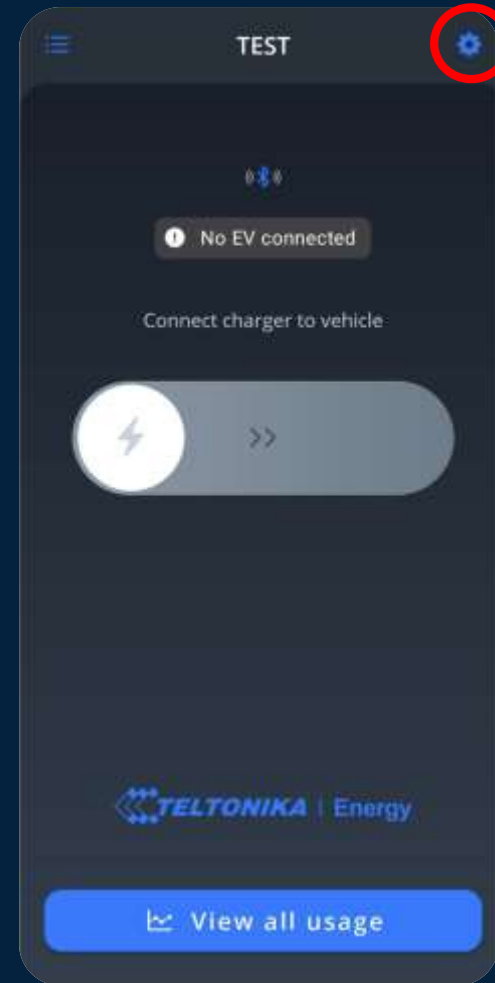 TEST
No EV connected
Connect charger to vehicle
>>
TELTONIKA | Energy
View all usage